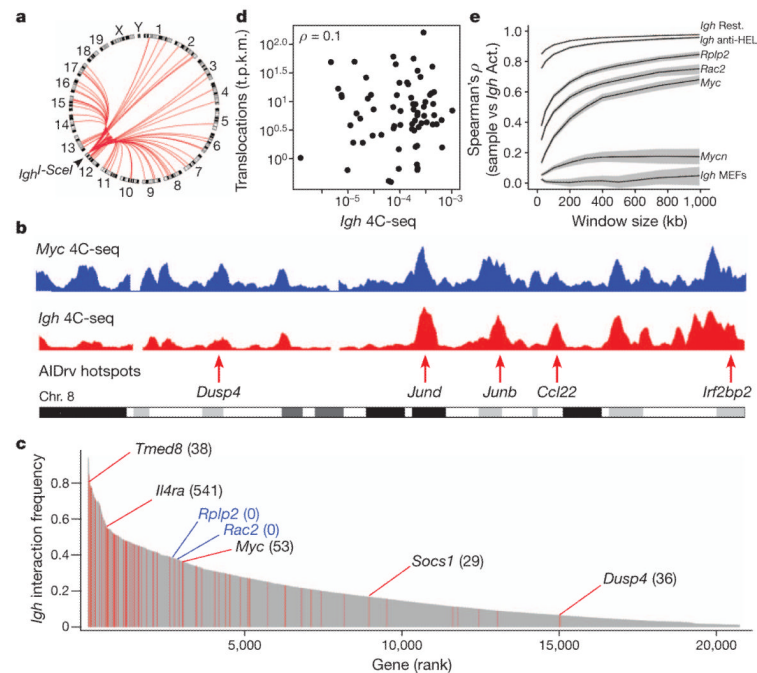 a
X Y
1
2
3
4
5
6
7
8
9
10
11
12
13
14
15
16
17
18
19
IghI-SceI
d
ρ = 0.1
Translocations (t.p.k.m.)
10^2.0
10^1.5
10^1.0
10^0.5
10^0
10^−5
10^−4
10^−3
Igh 4C-seq
e
Spearman's ρ
(sample vs Igh Act.)
1.0
0.8
0.6
0.4
0.2
0.0
0
200
400
600
800
1,000
Window size (kb)
Igh Rest.
Igh anti-HEL
Rplp2
Rac2
Myc
Mycn
Igh MEFs
b
Myc 4C-seq
Igh 4C-seq
AIDrv hotspots
Dusp4
Jund
Junb
Ccl22
Irf2bp2
Chr. 8
c
Igh interaction frequency
0.8
0.6
0.4
0.2
0
Tmed8 (38)
Il4ra (541)
Rplp2 (0)
Rac2 (0)
Myc (53)
Socs1 (29)
Dusp4 (36)
5,000
10,000
15,000
20,000
Gene (rank)